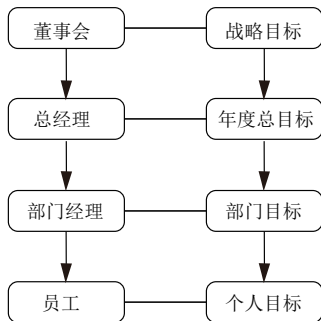 董事会
战略目标
总经理
年度总目标
部门经理
部门目标
员工
个人目标